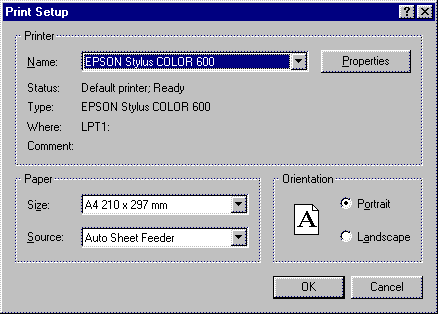 Print Setup
Printer
Name: EPSON Stylus COLOR 600 Properties
Status: Default printer; Ready
Type: EPSON Stylus COLOR 600
Where: LPT1:
Comment:
Paper
Size: A4 210 x 297 mm
Source: Auto Sheet Feeder
Orientation
A
Portrait
Landscape
OK Cancel